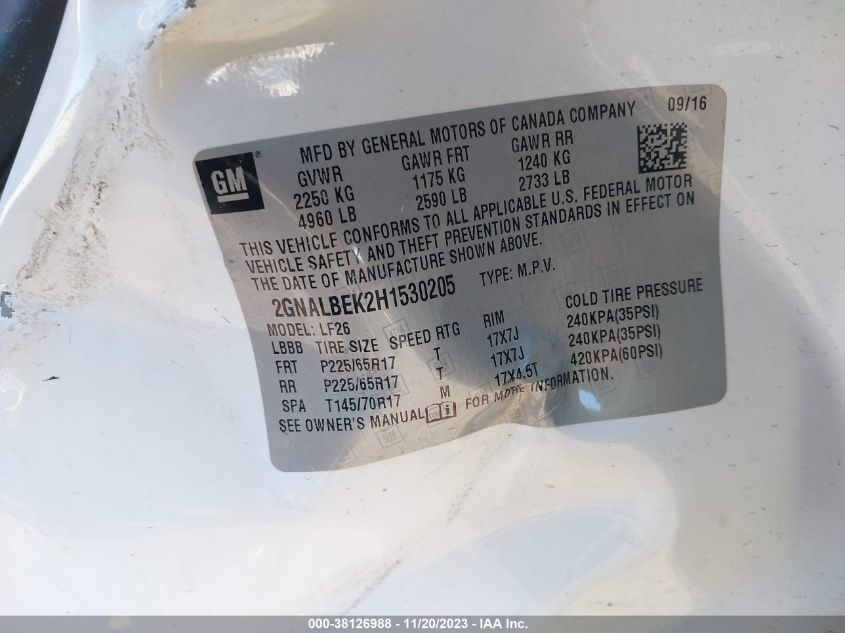 MFD BY GENERAL MOTORS OF CANADA COMPANY 09/16
GM®
GVWR GAWR FRT GAWR RR
2250 KG 1175 KG 1240 KG
4960 LB 2590 LB 2733 LB
THIS VEHICLE CONFORMS TO ALL APPLICABLE U.S. FEDERAL MOTOR
VEHICLE SAFETY AND THEFT PREVENTION STANDARDS IN EFFECT ON
THE DATE OF MANUFACTURE SHOWN ABOVE.
2GNALBEK2H1530205 TYPE: M.P.V.
MODEL: LF26
LBBB TIRE SIZE SPEED RTG RIM COLD TIRE PRESSURE
FRT P225/65R17 T 17X7J 240KPA(35PSI)
RR P225/65R17 T 17X7J 240KPA(35PSI)
SPA T145/70R17 M 17X4.5T 420KPA(60PSI)
SEE OWNER'S MANUAL FOR MORE INFORMATION.
000-38126988 - 11/20/2023 - IAA Inc.